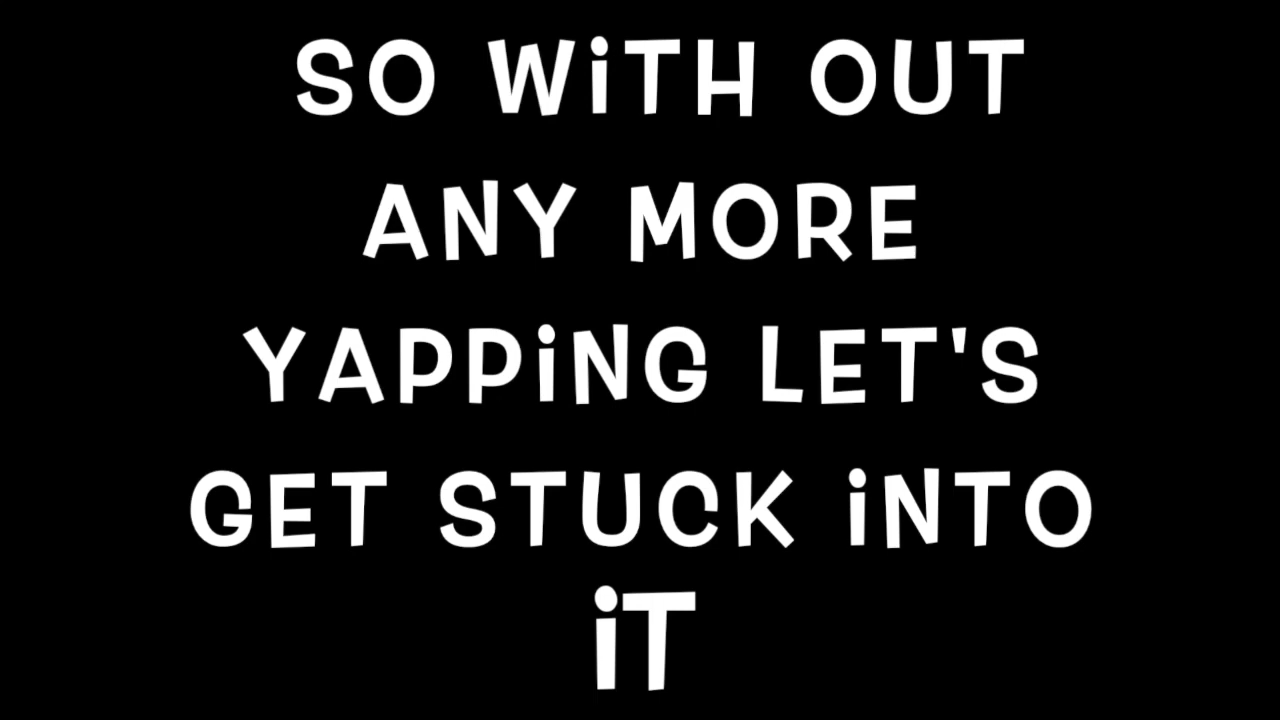 SO WiTH OUT
ANY MORE
YAPPiNG LET'S
GET STUCK iNTO
iT